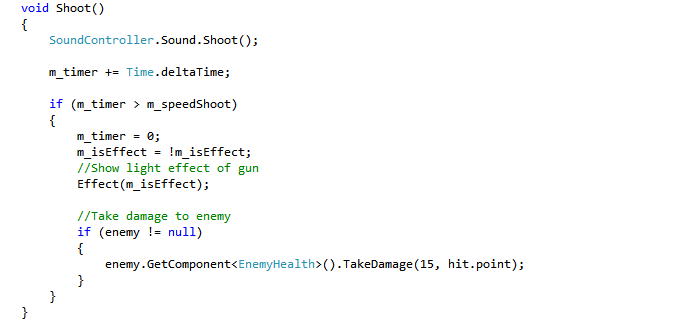 void Shoot()
{
SoundController.Sound.Shoot();
m_timer += Time.deltaTime;
if (m_timer > m_speedShoot)
{
m_timer = 0;
m_isEffect = !m_isEffect;
//Show light effect of gun
Effect(m_isEffect);
//Take damage to enemy
if (enemy != null)
{
enemy.GetComponent<EnemyHealth>().TakeDamage(15, hit.point);
}
}
}